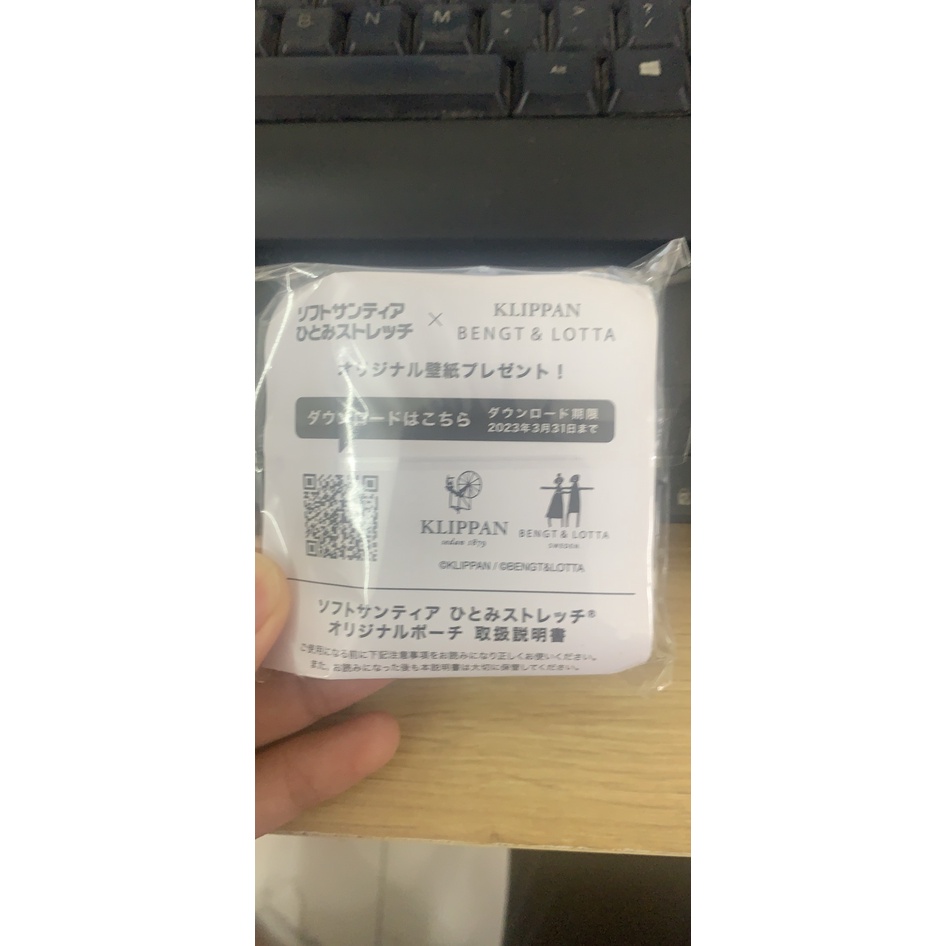 B N M < , > . ? /
Alt
ソフトサンティア
ひとみストレッチ
×
KLIPPAN
BENGT & LOTTA
オリジナル壁紙プレゼント！
ダウンロードはこちら
ダウンロード期限
2023年3月31日まで
KLIPPAN
sedan 1879
BENGT & LOTTA
SWEDEN
©KLIPPAN / ©BENGT&LOTTA
ソフトサンティア ひとみストレッチ®
オリジナルポーチ 取扱説明書
ご使用になる前に下記注意事項をお読みになり正しくお使いください。
また、お読みになった後も本説明書は大切に保管してください。